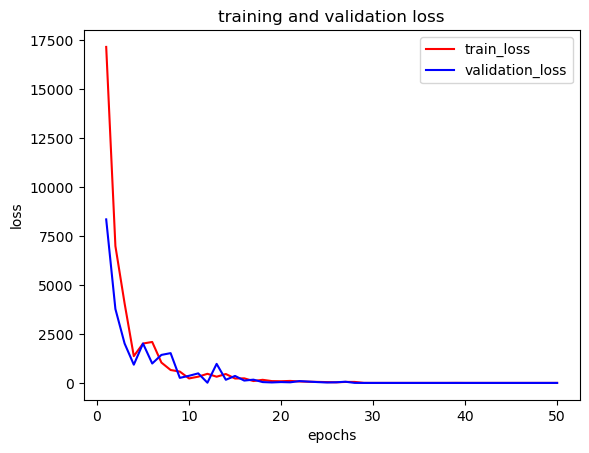 training and validation loss
train_loss
validation_loss
17500
15000
12500
10000
7500
5000
2500
0
loss
0 10 20 30 40 50
epochs